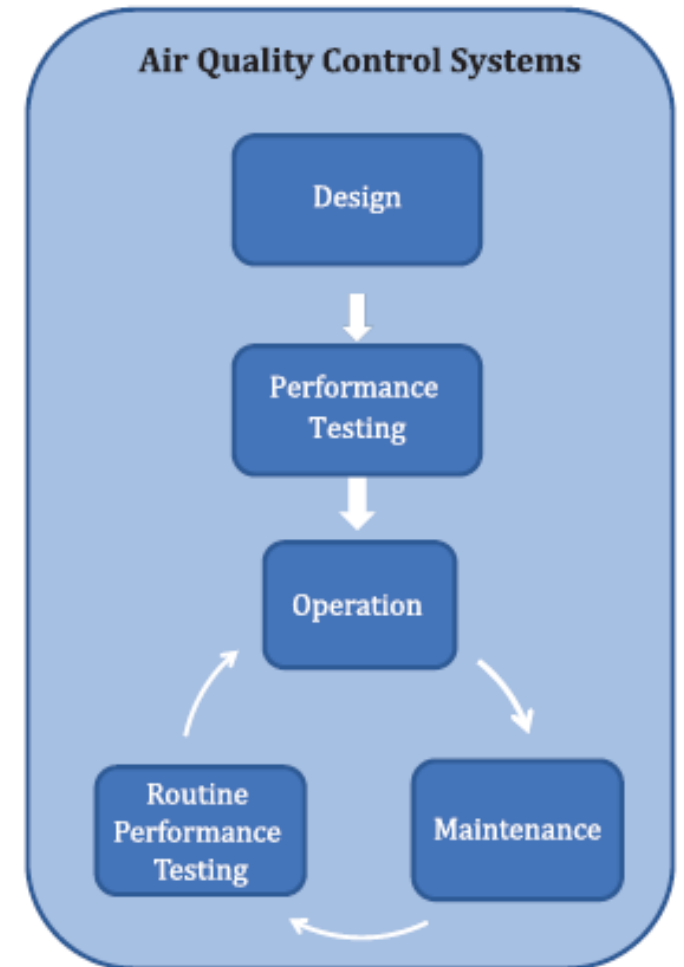 Air Quality Control Systems
Design
Performance
Testing
Operation
Routine
Performance
Testing
Maintenance